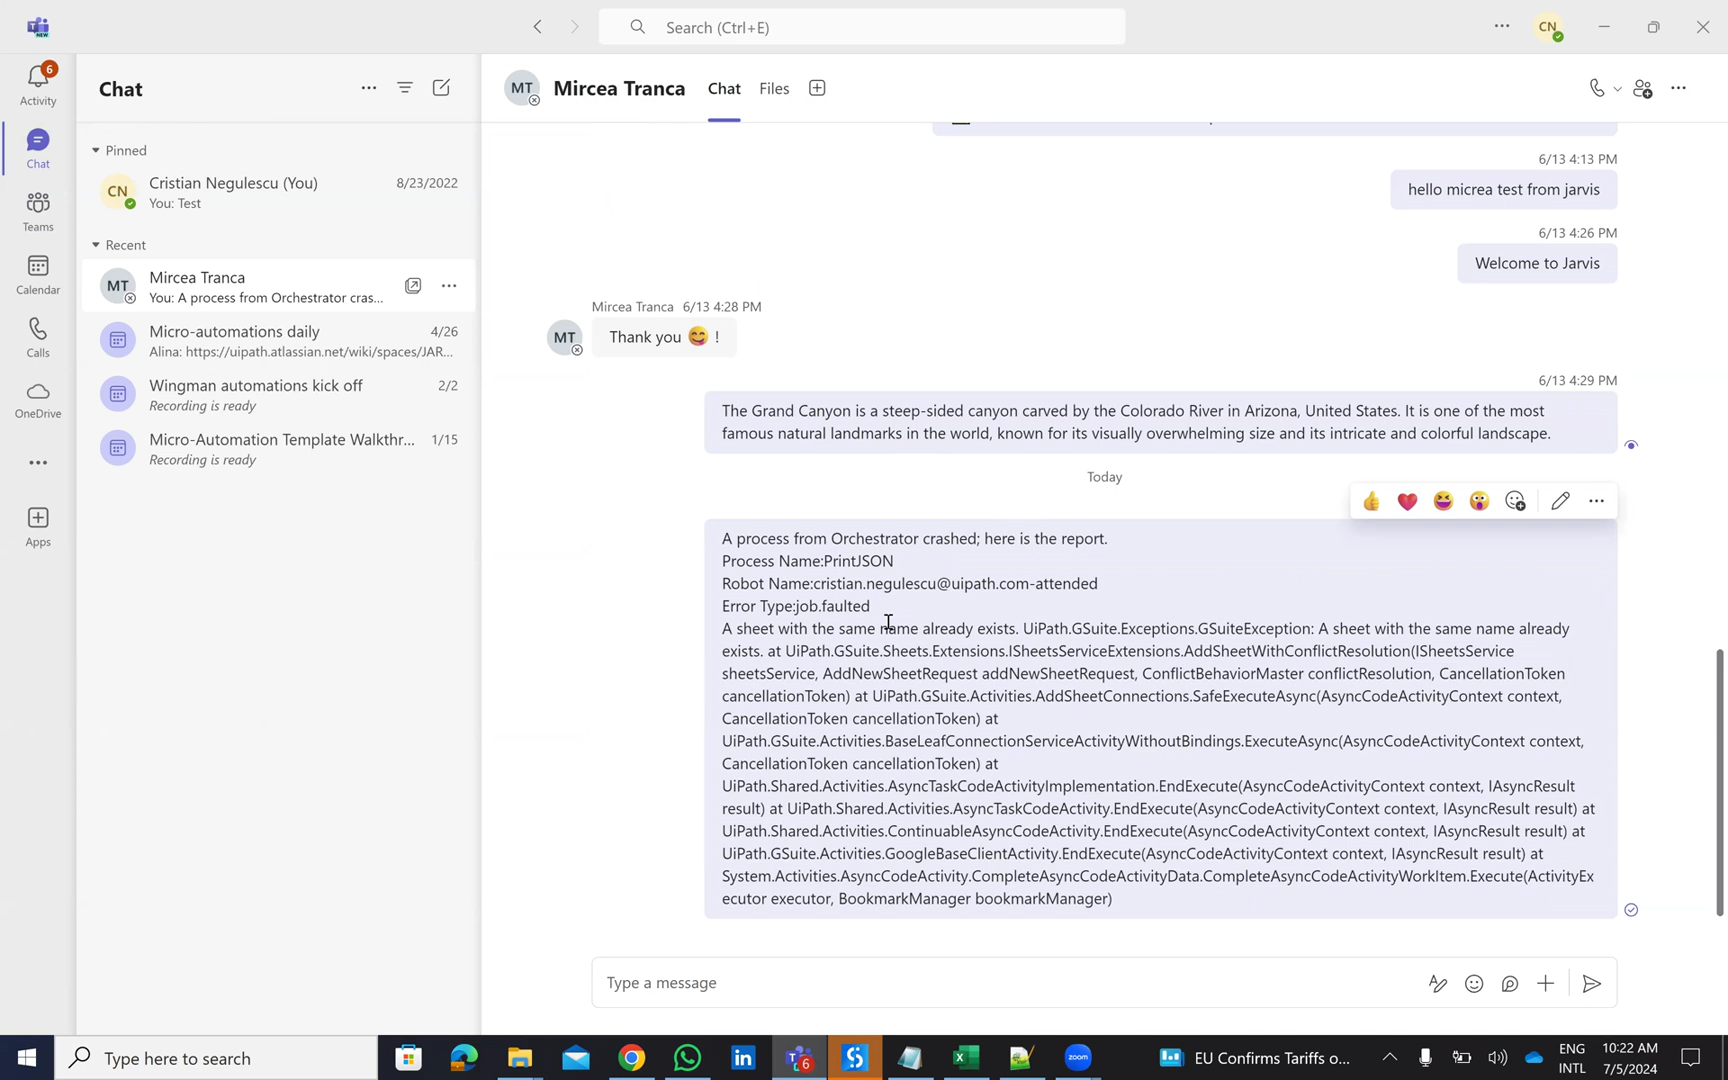 NEW
Search (Ctrl+E)
CN
6
Activity
Chat
Teams
Calendar
Calls
OneDrive
Apps
Chat
Pinned
CN
Cristian Negulescu (You)
8/23/2022
You: Test
Recent
MT
Mircea Tranca
You: A process from Orchestrator cras...
Micro-automations daily
4/26
Alina: https://uipath.atlassian.net/wiki/spaces/JAR...
Wingman automations kick off
2/2
Recording is ready
Micro-Automation Template Walkthr...
1/15
Recording is ready
MT
Mircea Tranca
Chat
Files
6/13 4:13 PM
hello micrea test from jarvis
6/13 4:26 PM
Welcome to Jarvis
Mircea Tranca 6/13 4:28 PM
MT
Thank you 😋 !
6/13 4:29 PM
The Grand Canyon is a steep-sided canyon carved by the Colorado River in Arizona, United States. It is one of the most
famous natural landmarks in the world, known for its visually overwhelming size and its intricate and colorful landscape.
Today
A process from Orchestrator crashed; here is the report.
Process Name:PrintJSON
Robot Name:cristian.negulescu@uipath.com-attended
Error Type:job.faulted
A sheet with the same name already exists. UiPath.GSuite.Exceptions.GSuiteException: A sheet with the same name already
exists. at UiPath.GSuite.Sheets.Extensions.ISheetsServiceExtensions.AddSheetWithConflictResolution(ISheetsService
sheetsService, AddNewSheetRequest addNewSheetRequest, ConflictBehaviorMaster conflictResolution, CancellationToken
cancellationToken) at UiPath.GSuite.Activities.AddSheetConnections.SafeExecuteAsync(AsyncCodeActivityContext context,
CancellationToken cancellationToken) at
UiPath.GSuite.Activities.BaseLeafConnectionServiceActivityWithoutBindings.ExecuteAsync(AsyncCodeActivityContext context,
CancellationToken cancellationToken) at
UiPath.Shared.Activities.AsyncTaskCodeActivityImplementation.EndExecute(AsyncCodeActivityContext context, IAsyncResult
result) at UiPath.Shared.Activities.AsyncTaskCodeActivity.EndExecute(AsyncCodeActivityContext context, IAsyncResult result) at
UiPath.Shared.Activities.ContinuableAsyncCodeActivity.EndExecute(AsyncCodeActivityContext context, IAsyncResult result) at
UiPath.GSuite.Activities.GoogleBaseClientActivity.EndExecute(AsyncCodeActivityContext context, IAsyncResult result) at
System.Activities.AsyncCodeActivity.CompleteAsyncCodeActivityData.CompleteAsyncCodeActivityWorkItem.Execute(ActivityEx
ecutor executor, BookmarkManager bookmarkManager)
Type a message
Type here to search
6
zoom
EU Confirms Tariffs o...
ENG
INTL
10:22 AM
7/5/2024